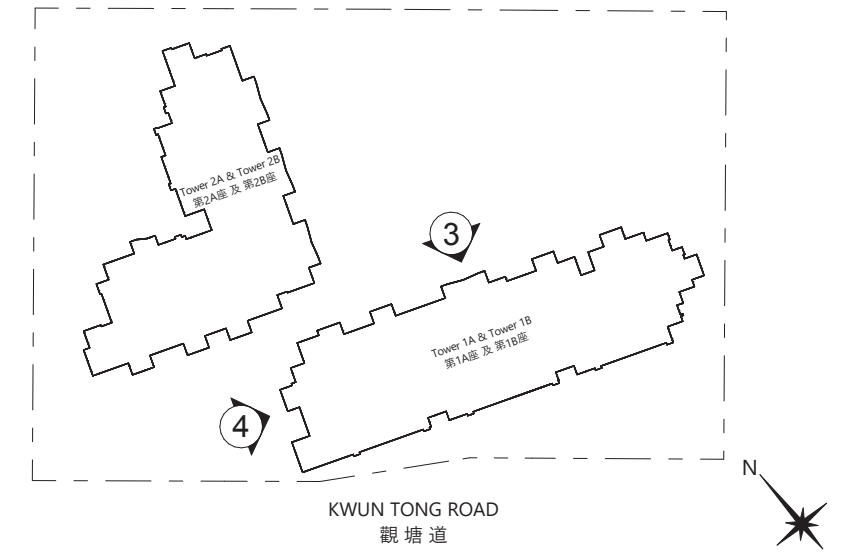 Tower 2A & Tower 2B
第2A座 及 第2B座
3
Tower 1A & Tower 1B
第1A座 及 第1B座
4
N
KWUN TONG ROAD
觀塘道